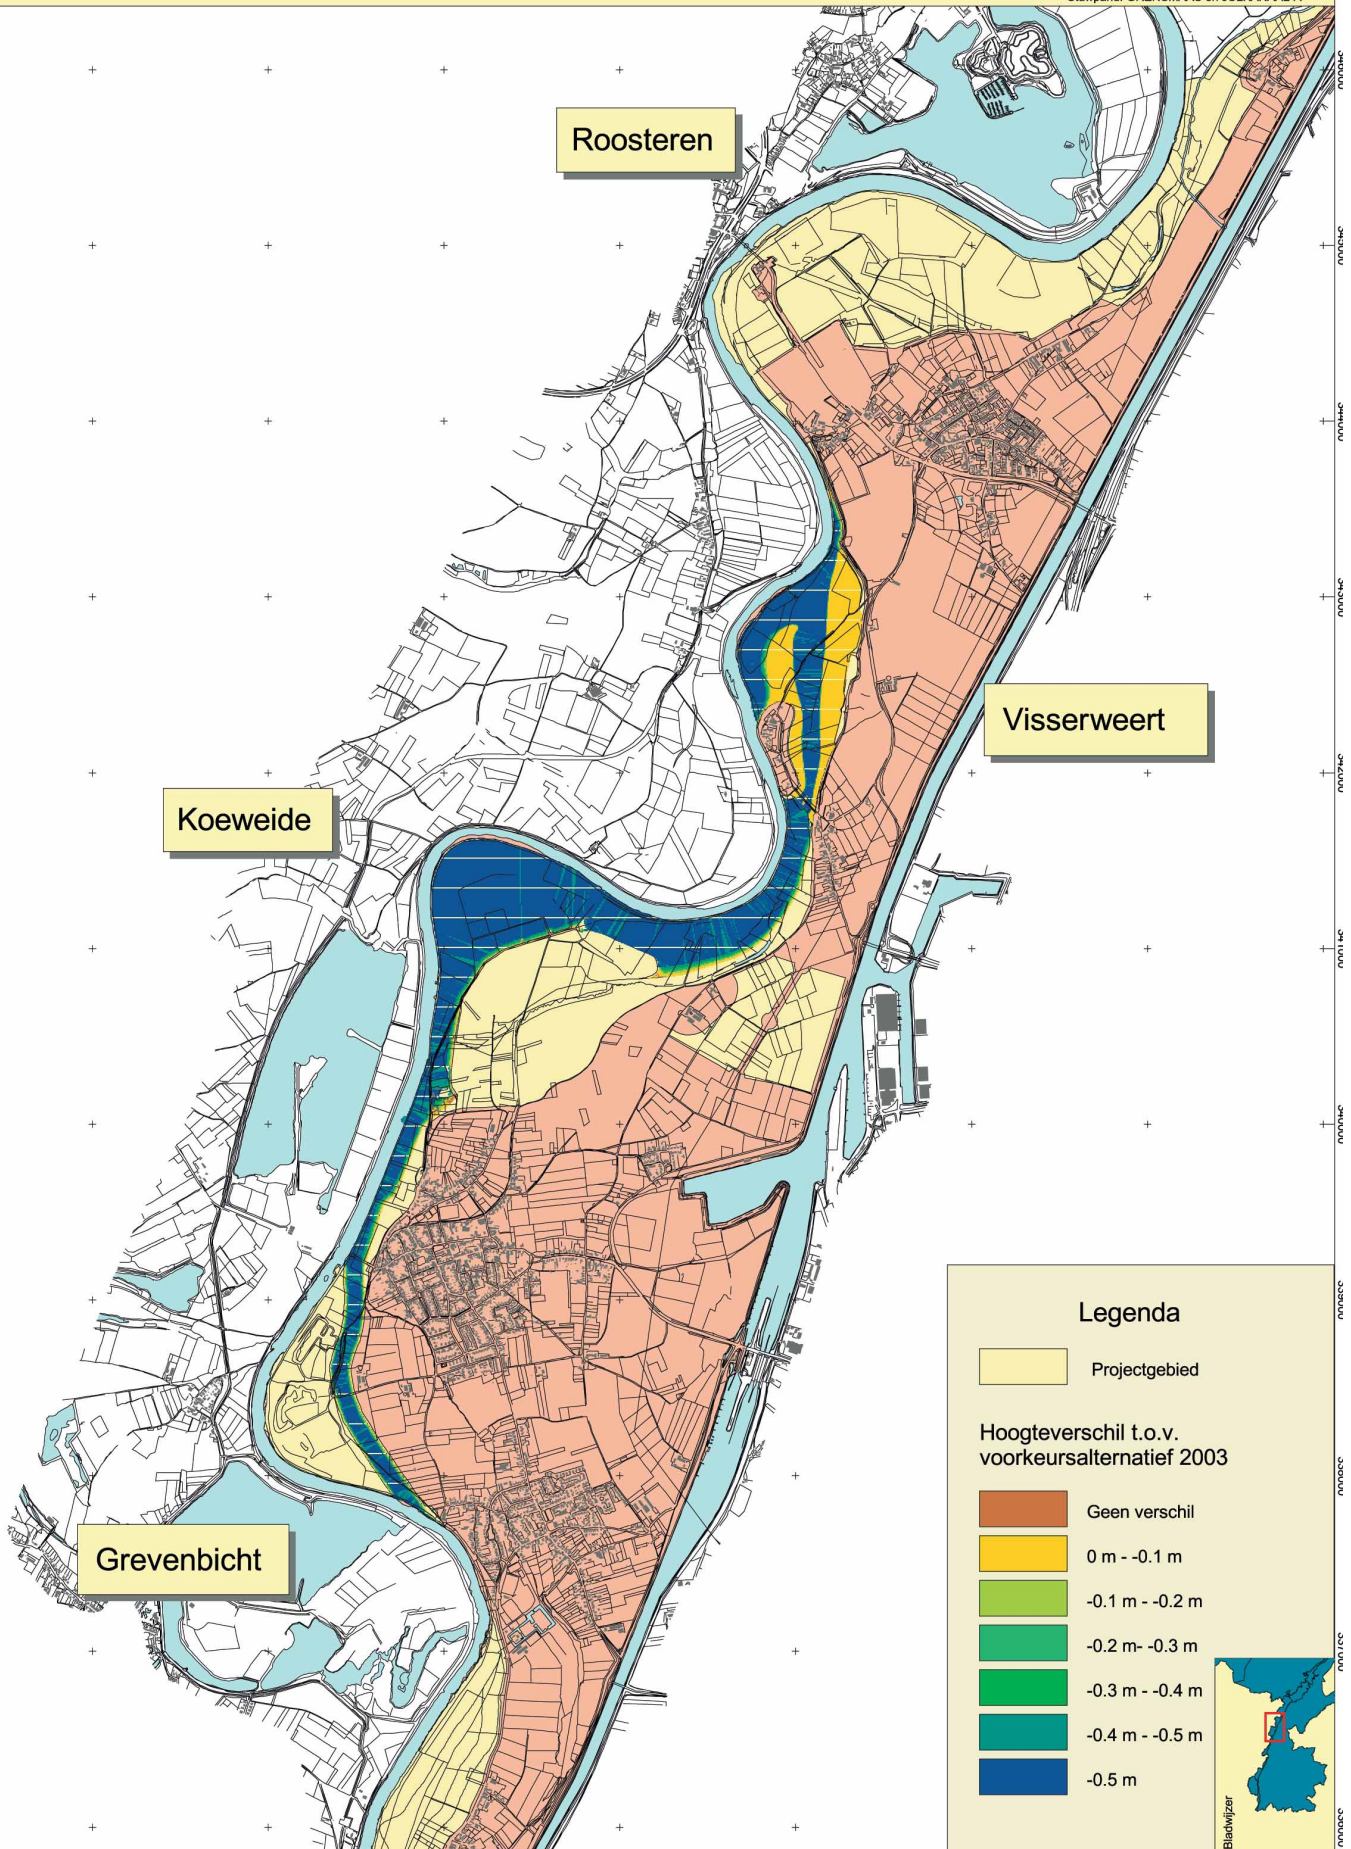 Roosteren
Visserweert
Koeweide
Grevenbicht
Legenda
Projectgebied
Hoogteverschil t.o.v.
voorkeursalternatief 2003
Geen verschil
0 m - -0.1 m
-0.1 m - -0.2 m
-0.2 m- -0.3 m
-0.3 m - -0.4 m
-0.4 m - -0.5 m
-0.5 m
Bladwijzer